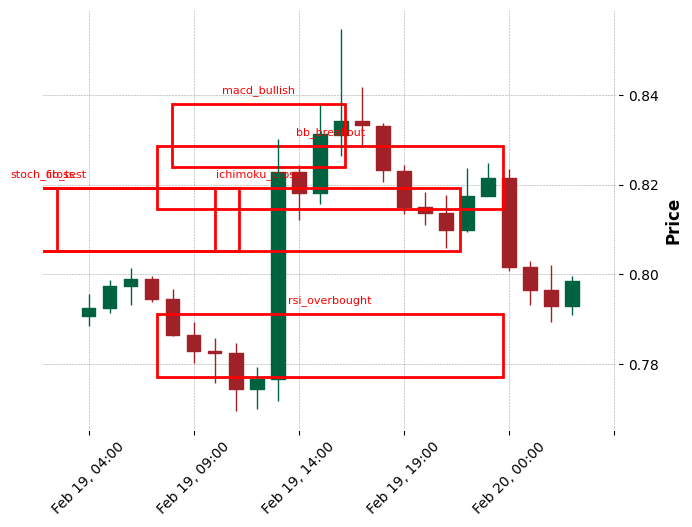 macd_bullish
bb_breakout
ichimoku_
rsi_overbought
0.84
0.82
0.80
0.78
Price
Feb 19, 04:00
Feb 19, 09:00
Feb 19, 14:00
Feb 19, 19:00
Feb 20, 00:00